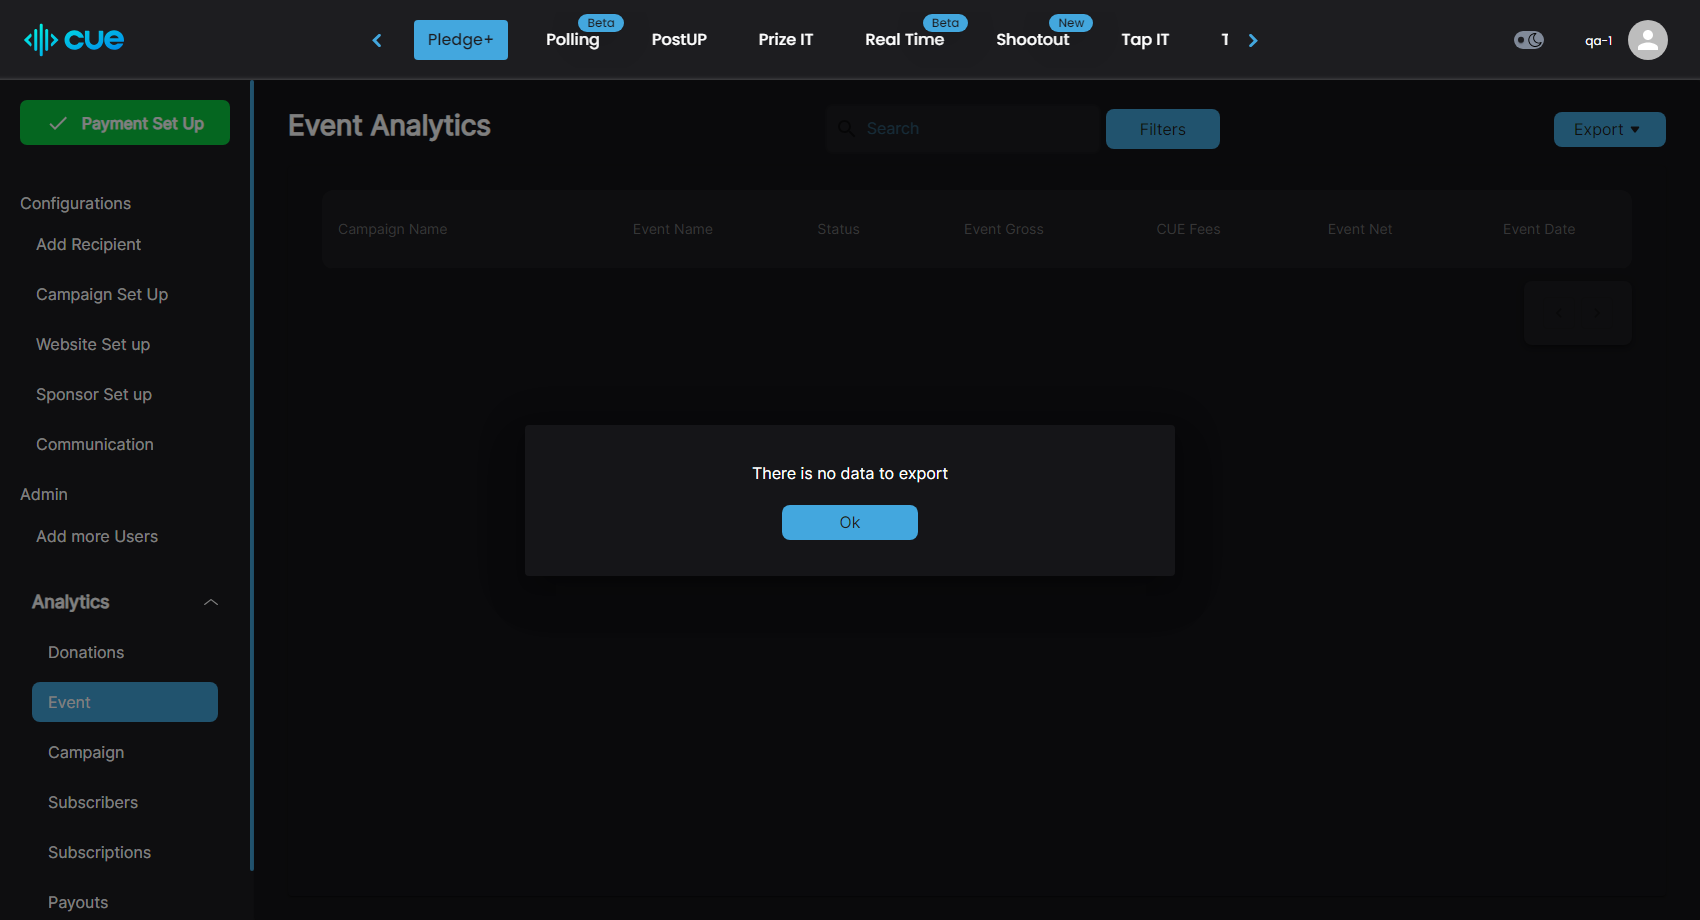 CUE
Pledge+
Beta
Polling
PostUP
Prize IT
Beta
Real Time
New
Shootout
Tap IT
qa-1
Payment Set Up
Configurations
Add Recipient
Campaign Set Up
Website Set up
Sponsor Set up
Communication
Admin
Add more Users
Analytics
Donations
Event
Campaign
Subscribers
Subscriptions
Payouts
Event Analytics
Search
Filters
Export
Campaign Name
Event Name
Status
Event Gross
CUE Fees
Event Net
Event Date
There is no data to export
Ok